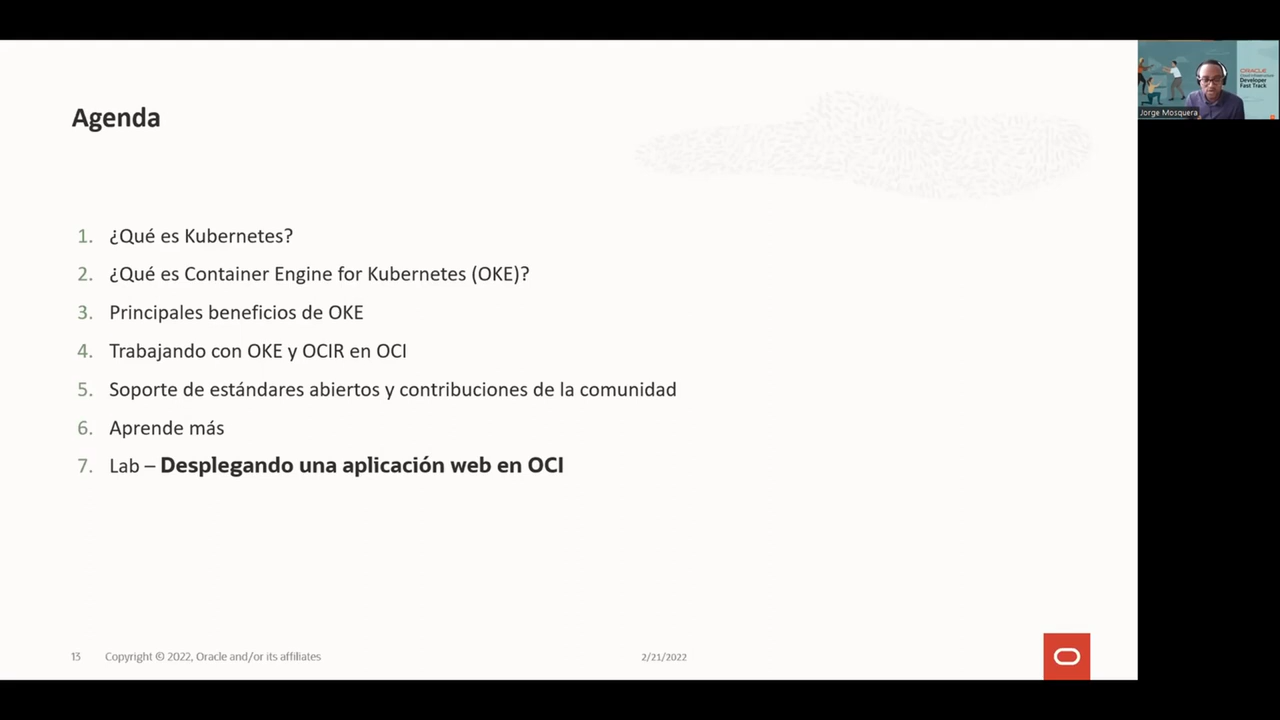 Agenda
1. ¿Qué es Kubernetes?
2. ¿Qué es Container Engine for Kubernetes (OKE)?
3. Principales beneficios de OKE
4. Trabajando con OKE y OCIR en OCI
5. Soporte de estándares abiertos y contribuciones de la comunidad
6. Aprende más
7. Lab – Desplegando una aplicación web en OCI
13 Copyright © 2022, Oracle and/or its affiliates 2/21/2022
ORACLE
Cloud Infrastructure
Developer
Fast Track
Jorge Mosquera